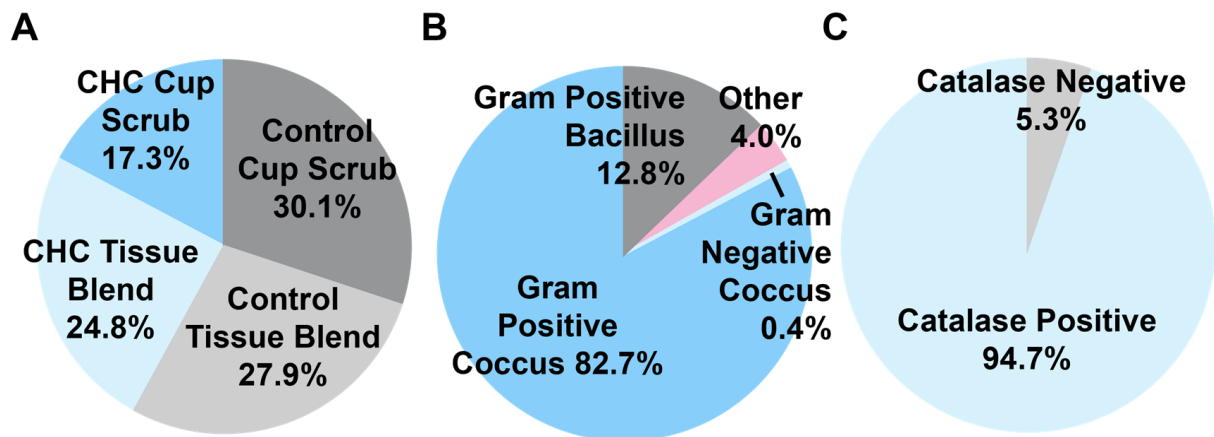 A
CHC Cup
Scrub
17.3%
Control
Cup Scrub
30.1%
CHC Tissue
Blend
24.8%
Control
Tissue Blend
27.9%
B
Gram Positive
Bacillus
12.8%
Other
4.0%
Gram
Negative
Coccus
0.4%
Gram
Positive
Coccus 82.7%
C
Catalase Negative
5.3%
Catalase Positive
94.7%